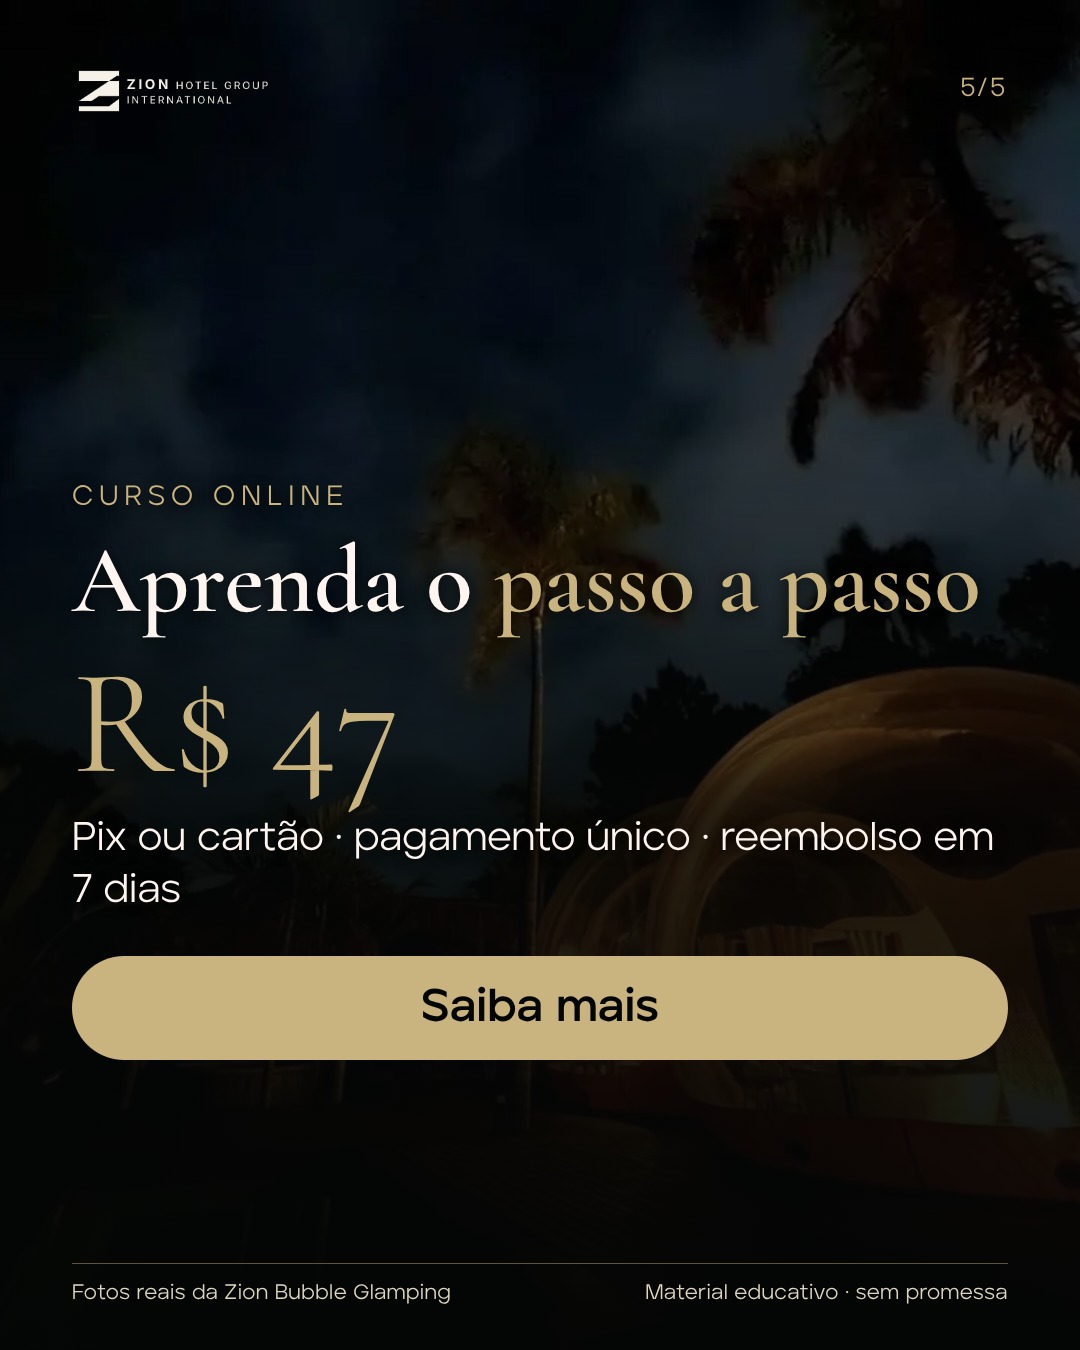 ZION HOTEL GROUP
INTERNATIONAL
5/5
CURSO ONLINE
Aprenda o passo a passo
R$ 47
Pix ou cartão · pagamento único · reembolso em
7 dias
Saiba mais
Fotos reais da Zion Bubble Glamping
Material educativo · sem promessa